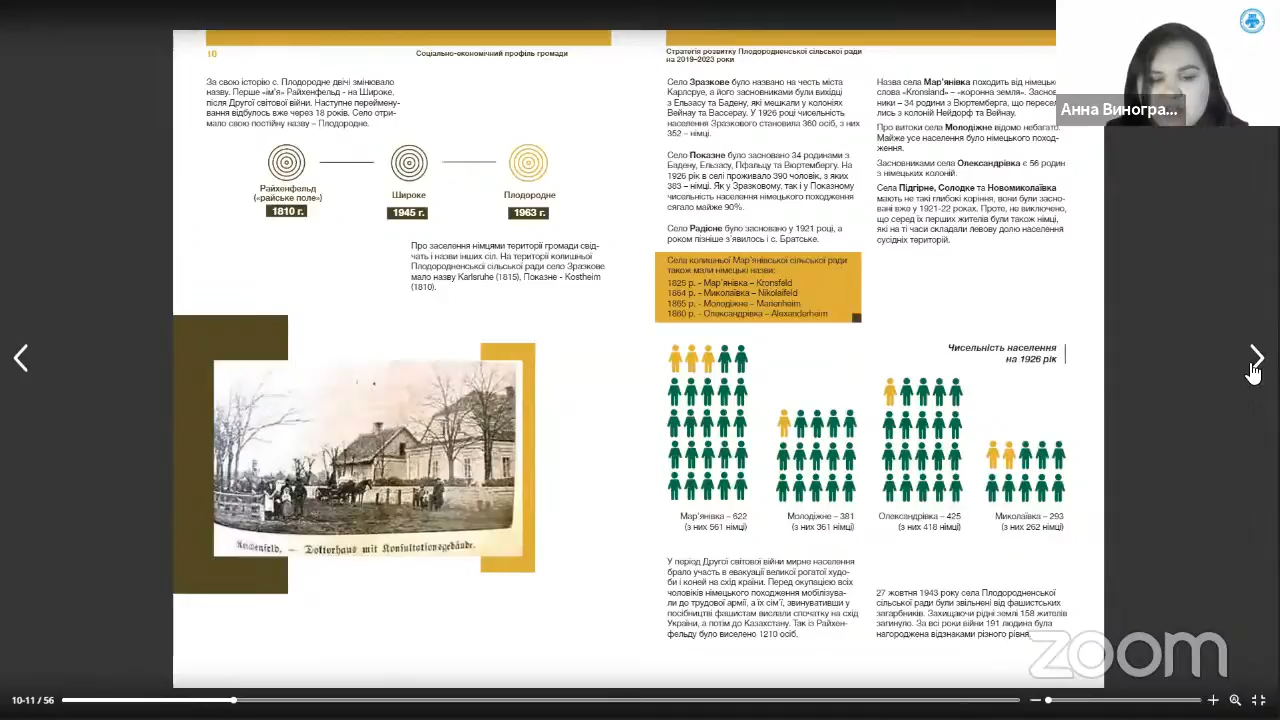 10
Соціально-економічний профіль громади
За свою історію с. Плодородне двічі змінювало
назву. Перше «ім'я» Райхенфельд - на Широке,
після Другої світової війни. Наступне переймену-
вання відбулось вже через 18 років. Село отри-
мало свою постійну назву – Плодородне.
Райхенфельд
(«райське поле»)
1810 г.
Широке
1945 г.
Плодородне
1963 г.
Про заселення німцями території громади свід-
чать і назви інших сіл. На території колишньої
Плодородненської сільської ради село Зразкове
мало назву Karlsruhe (1815), Показне - Kostheim
(1810).
Reichenfeld, — Doktorhaus mit Konsultationsgebäude.
Стратегія розвитку Плодородненської сільської ради
на 2019–2023 роки
Село Зразкове було названо на честь міста
Карлсруе, а його засновниками були вихідці
з Ельзасу та Бадену, які мешкали у колоніях
Вейнау та Вассерау. У 1926 році чисельність
населення Зразкового становила 360 осіб, з них
352 – німці.
Село Показне було засновано 34 родинами з
Бадену, Ельзасу, Пфальцу та Вюртембергу. На
1926 рік в селі проживало 390 чоловік, з яких
383 – німці. Як у Зразковому, так і у Показному
чисельність населення німецького походження
сягало майже 90%.
Село Радісне було засновано у 1921 році, а
роком пізніше з'явилось і с. Братське.
Села колишньої Мар'янівської сільської ради
також мали німецькі назви:
1825 р. - Мар'янівка – Kronsfeld
1864 р. - Миколаївка – Nikolaifeld
1865 р. - Молодіжне – Marienheim
1860 р. - Олександрівка – Alexanderheim
Назва села Мар'янівка походить від німецьк
слова «Kronsland» – «коронна земля». Заснов
ники – 34 родини з Вюртемберга, що пересел
лись з колоній Нейдорф та Вейнау.
Про витоки села Молодіжне відомо небагато.
Майже усе населення було німецького поход-
ження.
Засновниками села Олександрівка є 56 родин
з німецьких колоній.
Села Підгірне, Солодке та Новомиколаївка
мають не такі глибокі коріння, вони були засно-
вані вже у 1921-22 роках. Проте, не виключено,
що серед їх перших жителів були також німці,
які на ті часи складали левову долю населення
сусідніх територій.
Чисельність населення
на 1926 рік
Мар'янівка – 622
(з них 561 німці)
Молодіжне – 381
(з них 361 німці)
Олександрівка – 425
(з них 418 німці)
Миколаївка – 293
(з них 262 німці)
У період Другої світової війни мирне населення
брало участь в евакуації великої рогатої худо-
би і коней на схід країни. Перед окупацією всіх
чоловіків німецького походження мобілізува-
ли до трудової армії, а їх сім'ї, звинувативши у
посібництві фашистам вислали спочатку на схід
України, а потім до Казахстану. Так із Райхен-
фельду було виселено 1210 осіб.
27 жовтня 1943 року села Плодородненської
сільської ради були звільнені від фашистських
загарбників. Захищаючи рідні землі 158 жителів
загинуло. За всі роки війни 191 людина була
нагороджена відзнаками різного рівня.
Анна Виногра...
zoom
10-11 / 56